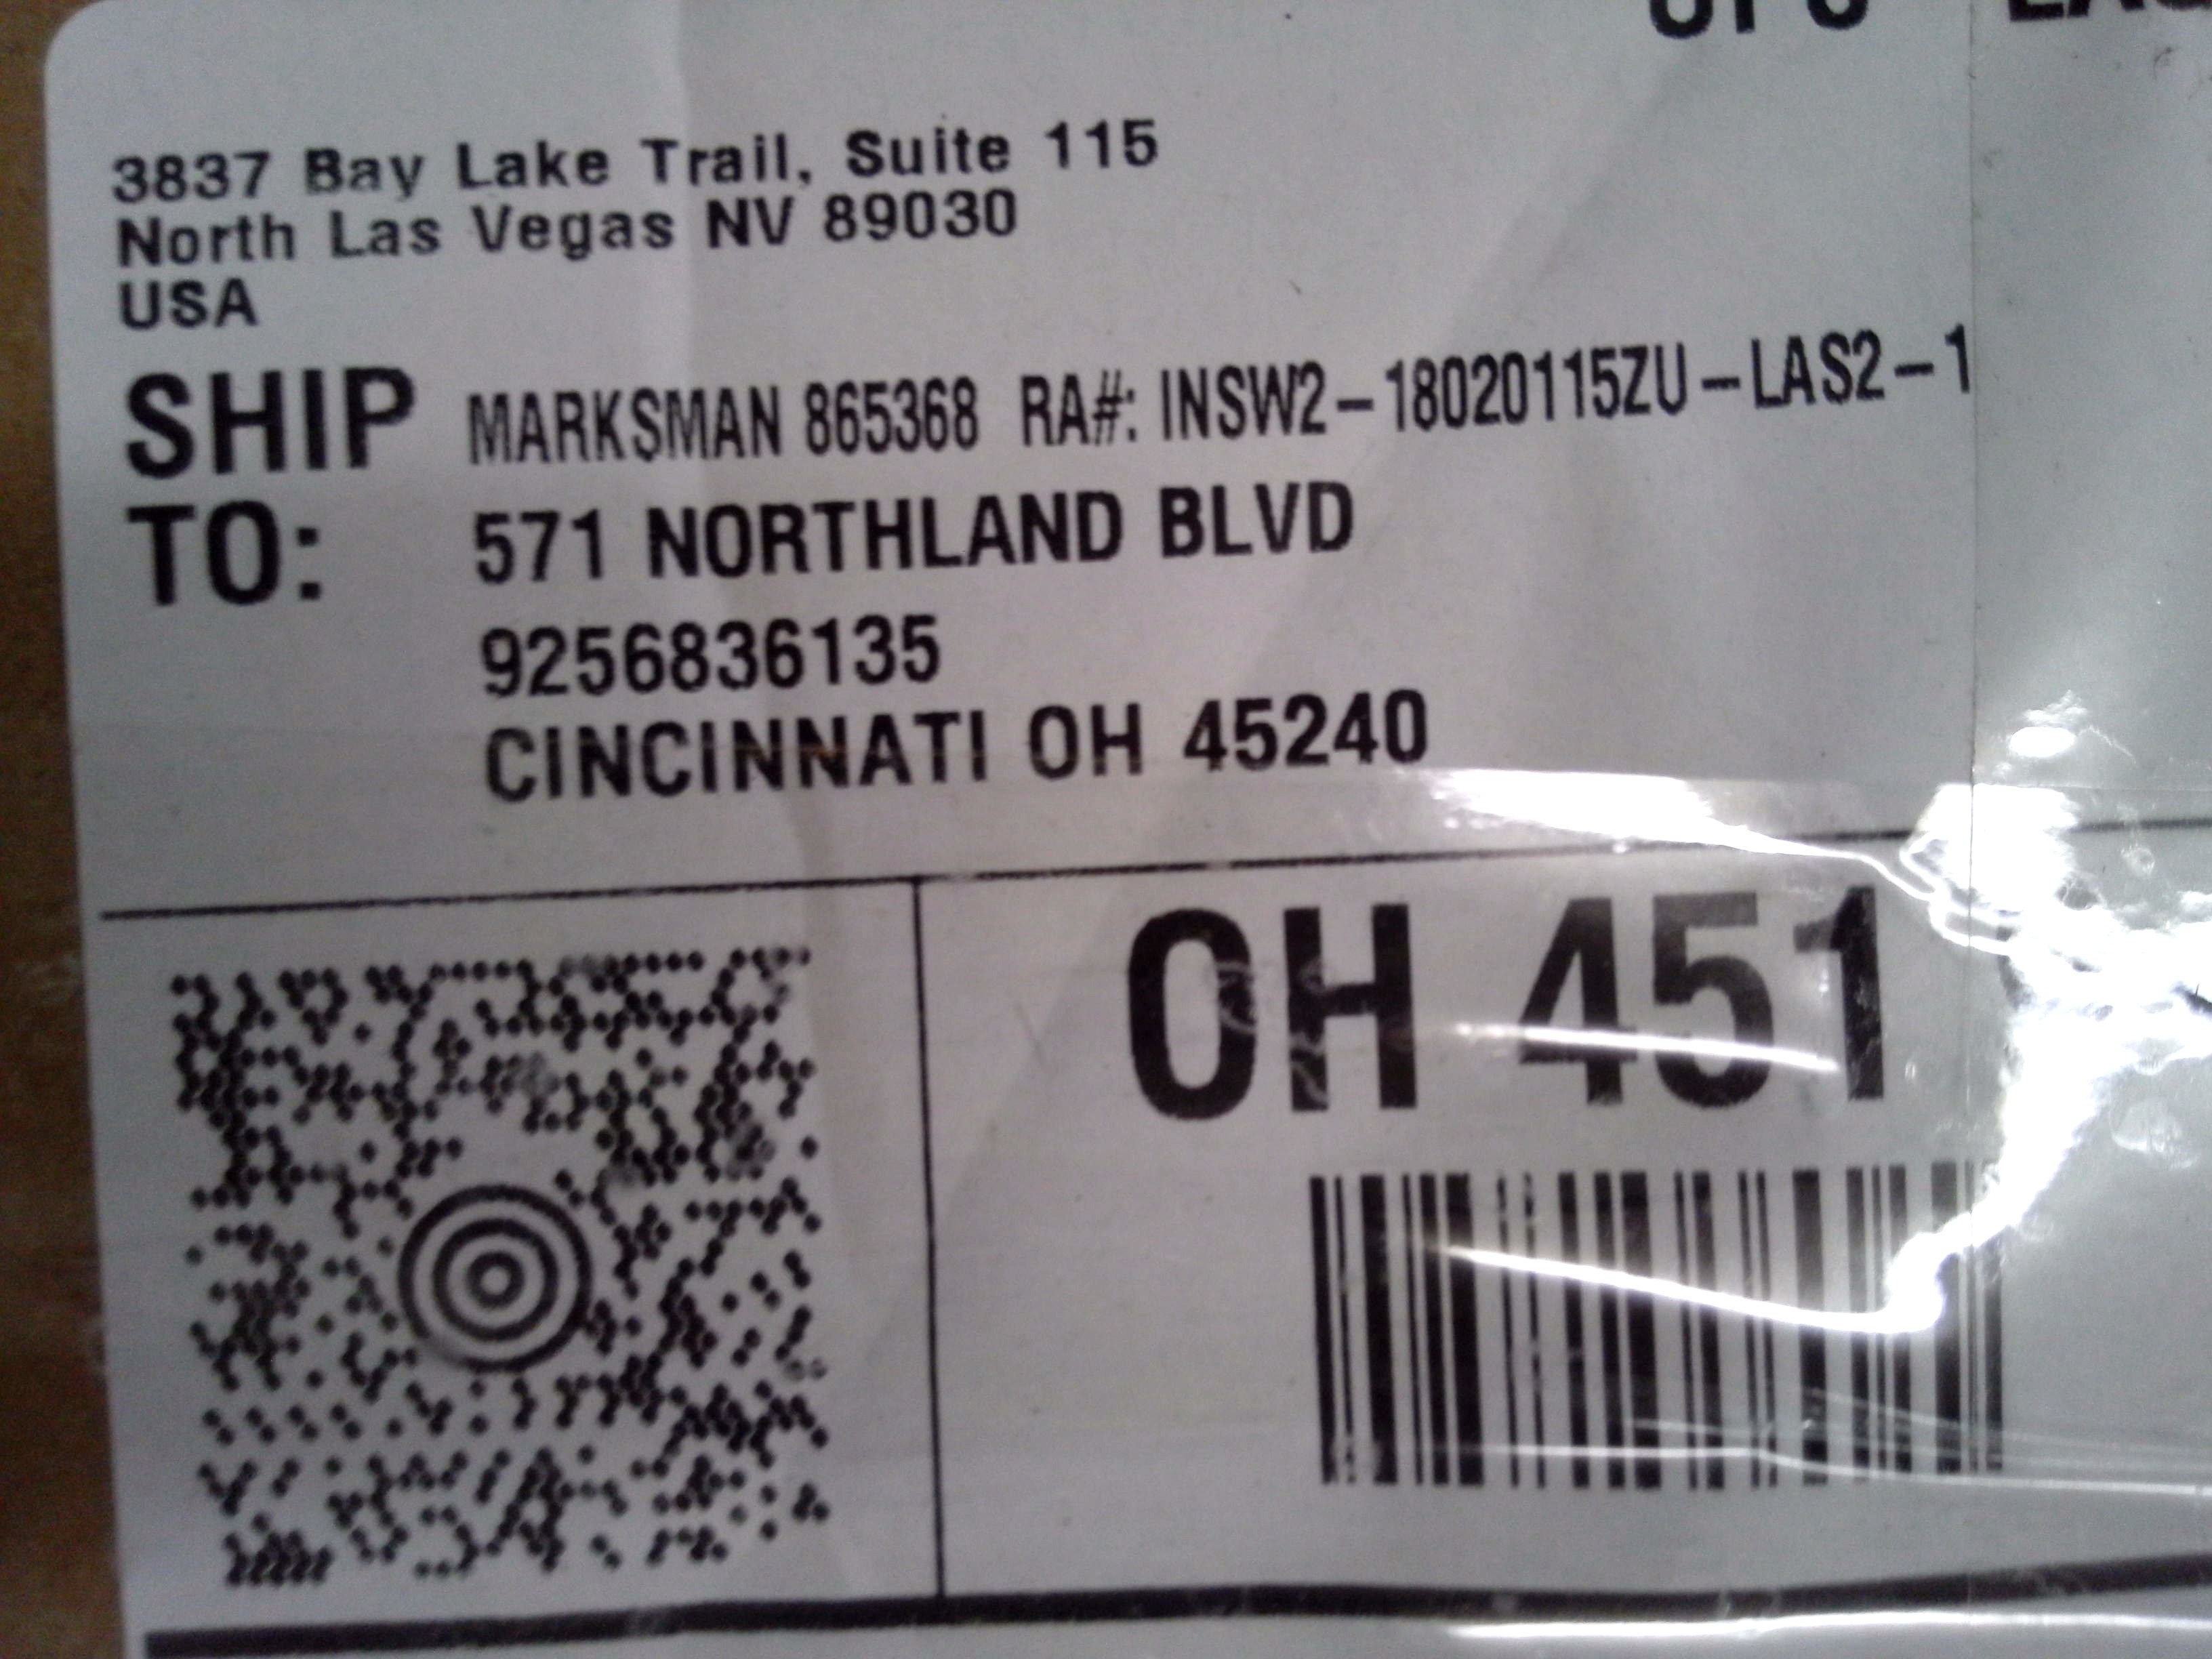 3837 Bay Lake Trail, Suite 115
North Las Vegas NV 89030
USA
SHIP TO:
MARKSMAN 865368 RA#: INSW2-18020115ZU-LAS2-1
571 NORTHLAND BLVD
9256836135
CINCINNATI OH 45240
OH 451